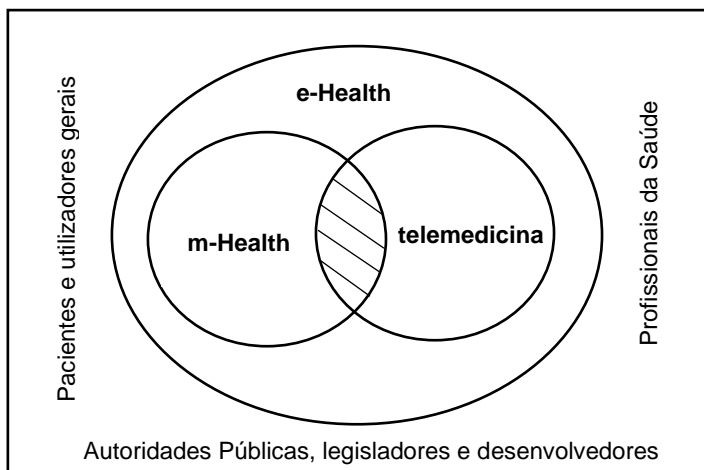 e-Health
m-Health
telemedicina
Pacientes e utilizadores gerais
Profissionais da Saúde
Autoridades Públicas, legisladores e desenvolvedores